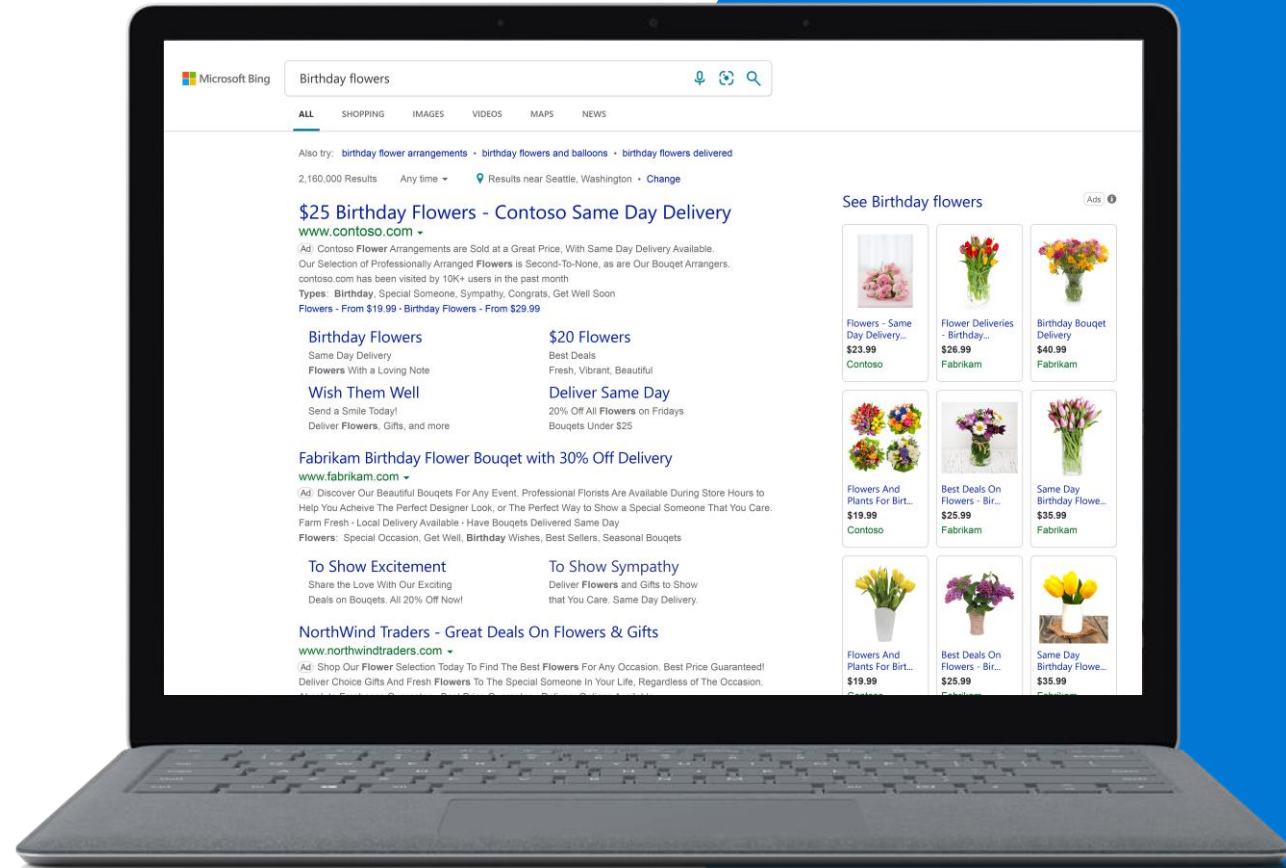 Microsoft Bing
Birthday flowers
ALL SHOPPING IMAGES VIDEOS MAPS NEWS
Also try: birthday flower arrangements • birthday flowers and balloons • birthday flowers delivered
2,160,000 Results Any time Results near Seattle, Washington • Change
$25 Birthday Flowers - Contoso Same Day Delivery
www.contoso.com
Ad Contoso Flower Arrangements are Sold at a Great Price, With Same Day Delivery Available.
Our Selection of Professionally Arranged Flowers is Second-To-None, as are Our Bouqet Arrangers.
contoso.com has been visited by 10K+ users in the past month
Types: Birthday, Special Someone, Sympathy, Congrats, Get Well Soon
Flowers - From $19.99 · Birthday Flowers - From $29.99
Birthday Flowers
Same Day Delivery
Flowers With a Loving Note
$20 Flowers
Best Deals
Fresh, Vibrant, Beautiful
Wish Them Well
Send a Smile Today!
Deliver Flowers, Gifts, and more
Deliver Same Day
20% Off All Flowers on Fridays
Bouqets Under $25
Fabrikam Birthday Flower Bouqet with 30% Off Delivery
www.fabrikam.com
Ad Discover Our Beautiful Bouqets For Any Event. Professional Florists Are Available During Store Hours to
Help You Acheive The Perfect Designer Look, or The Perfect Way to Show a Special Someone That You Care.
Farm Fresh · Local Delivery Available · Have Bouqets Delivered Same Day
Flowers: Special Occasion, Get Well, Birthday Wishes, Best Sellers, Seasonal Bouqets
To Show Excitement
Share the Love With Our Exciting
Deals on Bouqets. All 20% Off Now!
To Show Sympathy
Deliver Flowers and Gifts to Show
that You Care. Same Day Delivery.
NorthWind Traders - Great Deals On Flowers & Gifts
www.northwindtraders.com
Ad Shop Our Flower Selection Today To Find The Best Flowers For Any Occasion. Best Price Guaranteed!
Deliver Choice Gifts And Fresh Flowers To The Special Someone In Your Life, Regardless of The Occasion.
See Birthday flowers
Ads
Flowers - Same
Day Delivery...
$23.99
Contoso
Flower Deliveries
- Birthday...
$26.99
Fabrikam
Birthday Bouqet
Delivery
$40.99
Fabrikam
Flowers And
Plants For Birt...
$19.99
Contoso
Best Deals On
Flowers - Bir...
$25.99
Fabrikam
Same Day
Birthday Flowe...
$35.99
Fabrikam
Flowers And
Plants For Birt...
$19.99
Best Deals On
Flowers - Bir...
$25.99
Same Day
Birthday Flowe...
$35.99